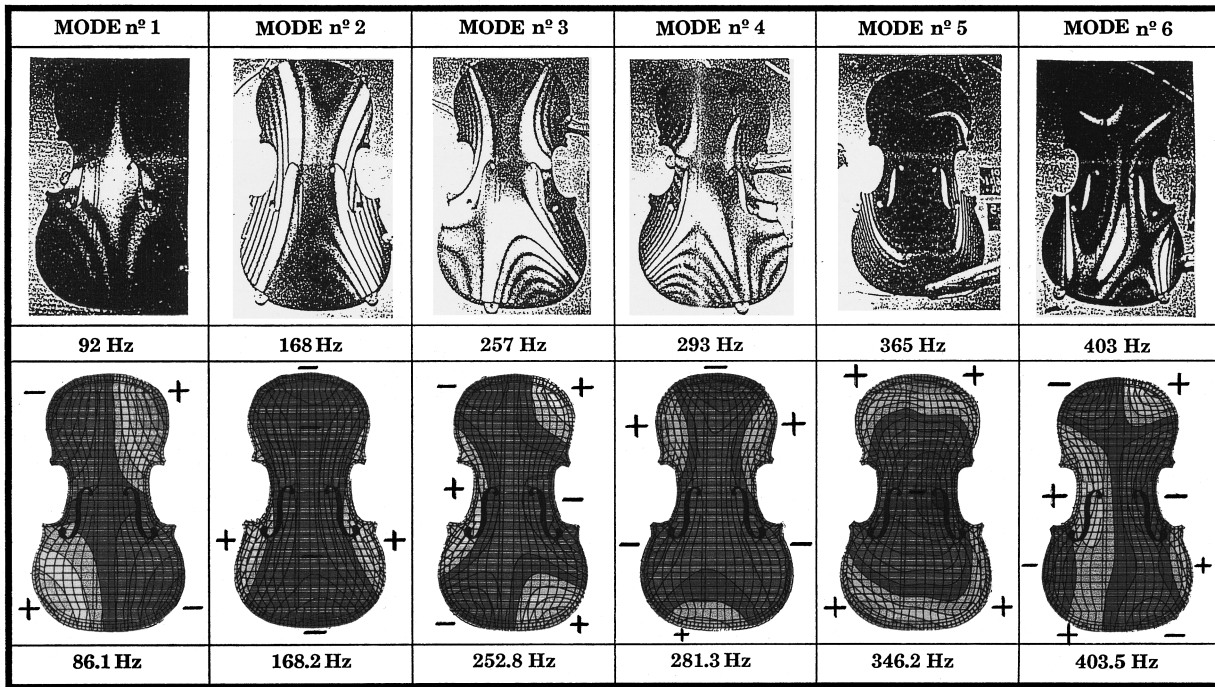 MODE nº 1 MODE nº 2 MODE nº 3 MODE nº 4 MODE nº 5 MODE nº 6
92 Hz 168 Hz 257 Hz 293 Hz 365 Hz 403 Hz
− + − − + − + + − +
+ +
+ − + −
+ + − −
− +
+ − − + + + + −
86.1 Hz 168.2 Hz 252.8 Hz 281.3 Hz 346.2 Hz 403.5 Hz